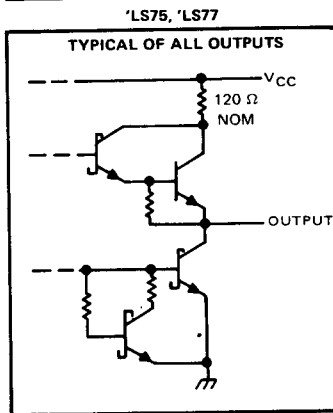 'LS75, 'LS77
TYPICAL OF ALL OUTPUTS
VCC
120 Ω
NOM
OUTPUT